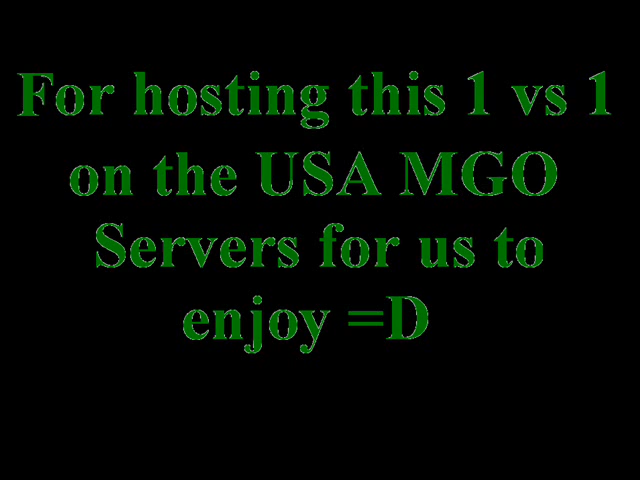 For hosting this 1 vs 1
on the USA MGO
Servers for us to
enjoy =D